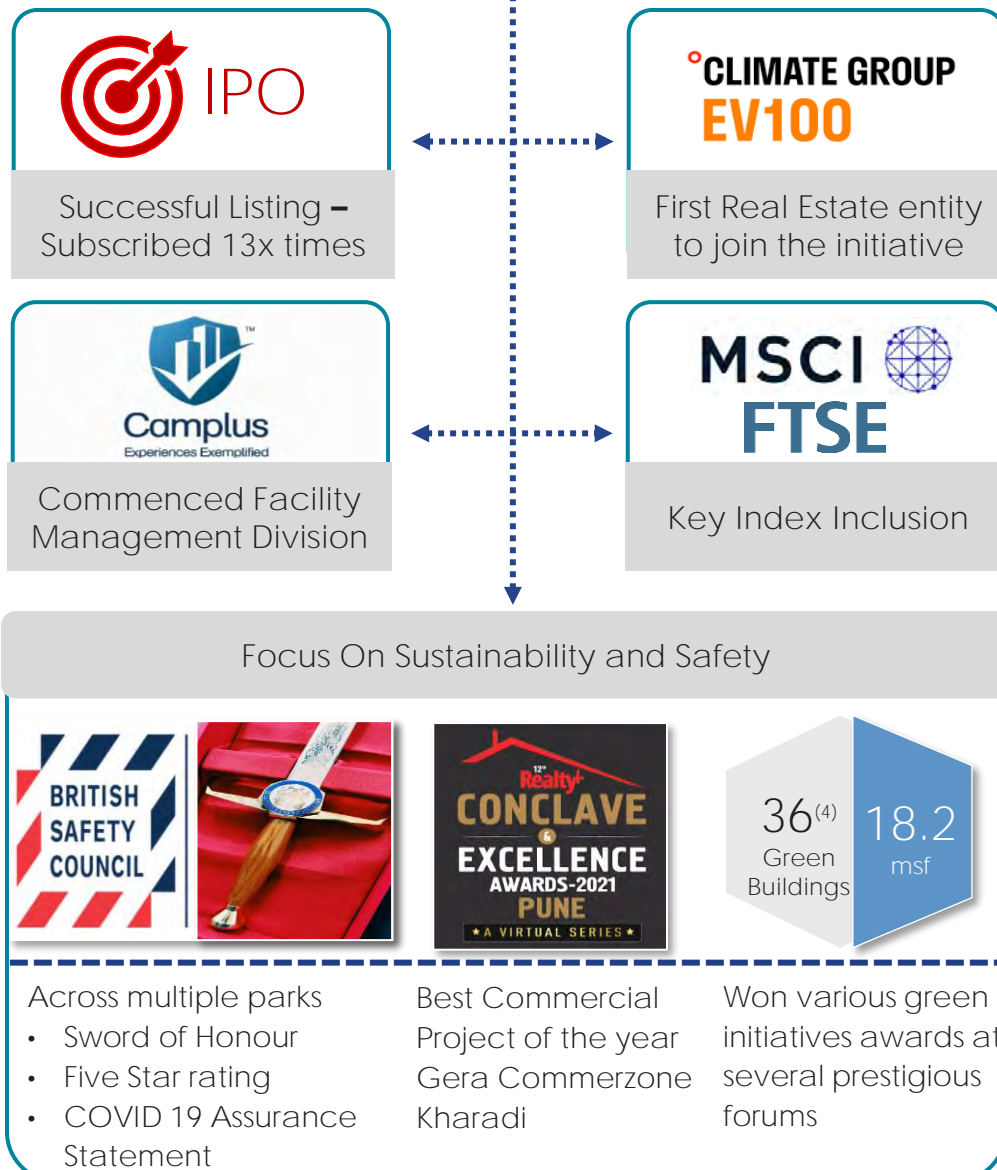 IPO
Successful Listing –
Subscribed 13x times
°CLIMATE GROUP
EV100
First Real Estate entity
to join the initiative
TM
Camplus
Experiences Exemplified
Commenced Facility
Management Division
MSCI
FTSE
Key Index Inclusion
Focus On Sustainability and Safety
BRITISH
SAFETY
COUNCIL
12th
Realty+
CONCLAVE
&
EXCELLENCE
AWARDS-2021
PUNE
★ A VIRTUAL SERIES ★
36(4)
Green
Buildings
18.2
msf
Across multiple parks
• Sword of Honour
• Five Star rating
• COVID 19 Assurance
Statement
Best Commercial
Project of the year
Gera Commerzone
Kharadi
Won various green
initiatives awards at
several prestigious
forums